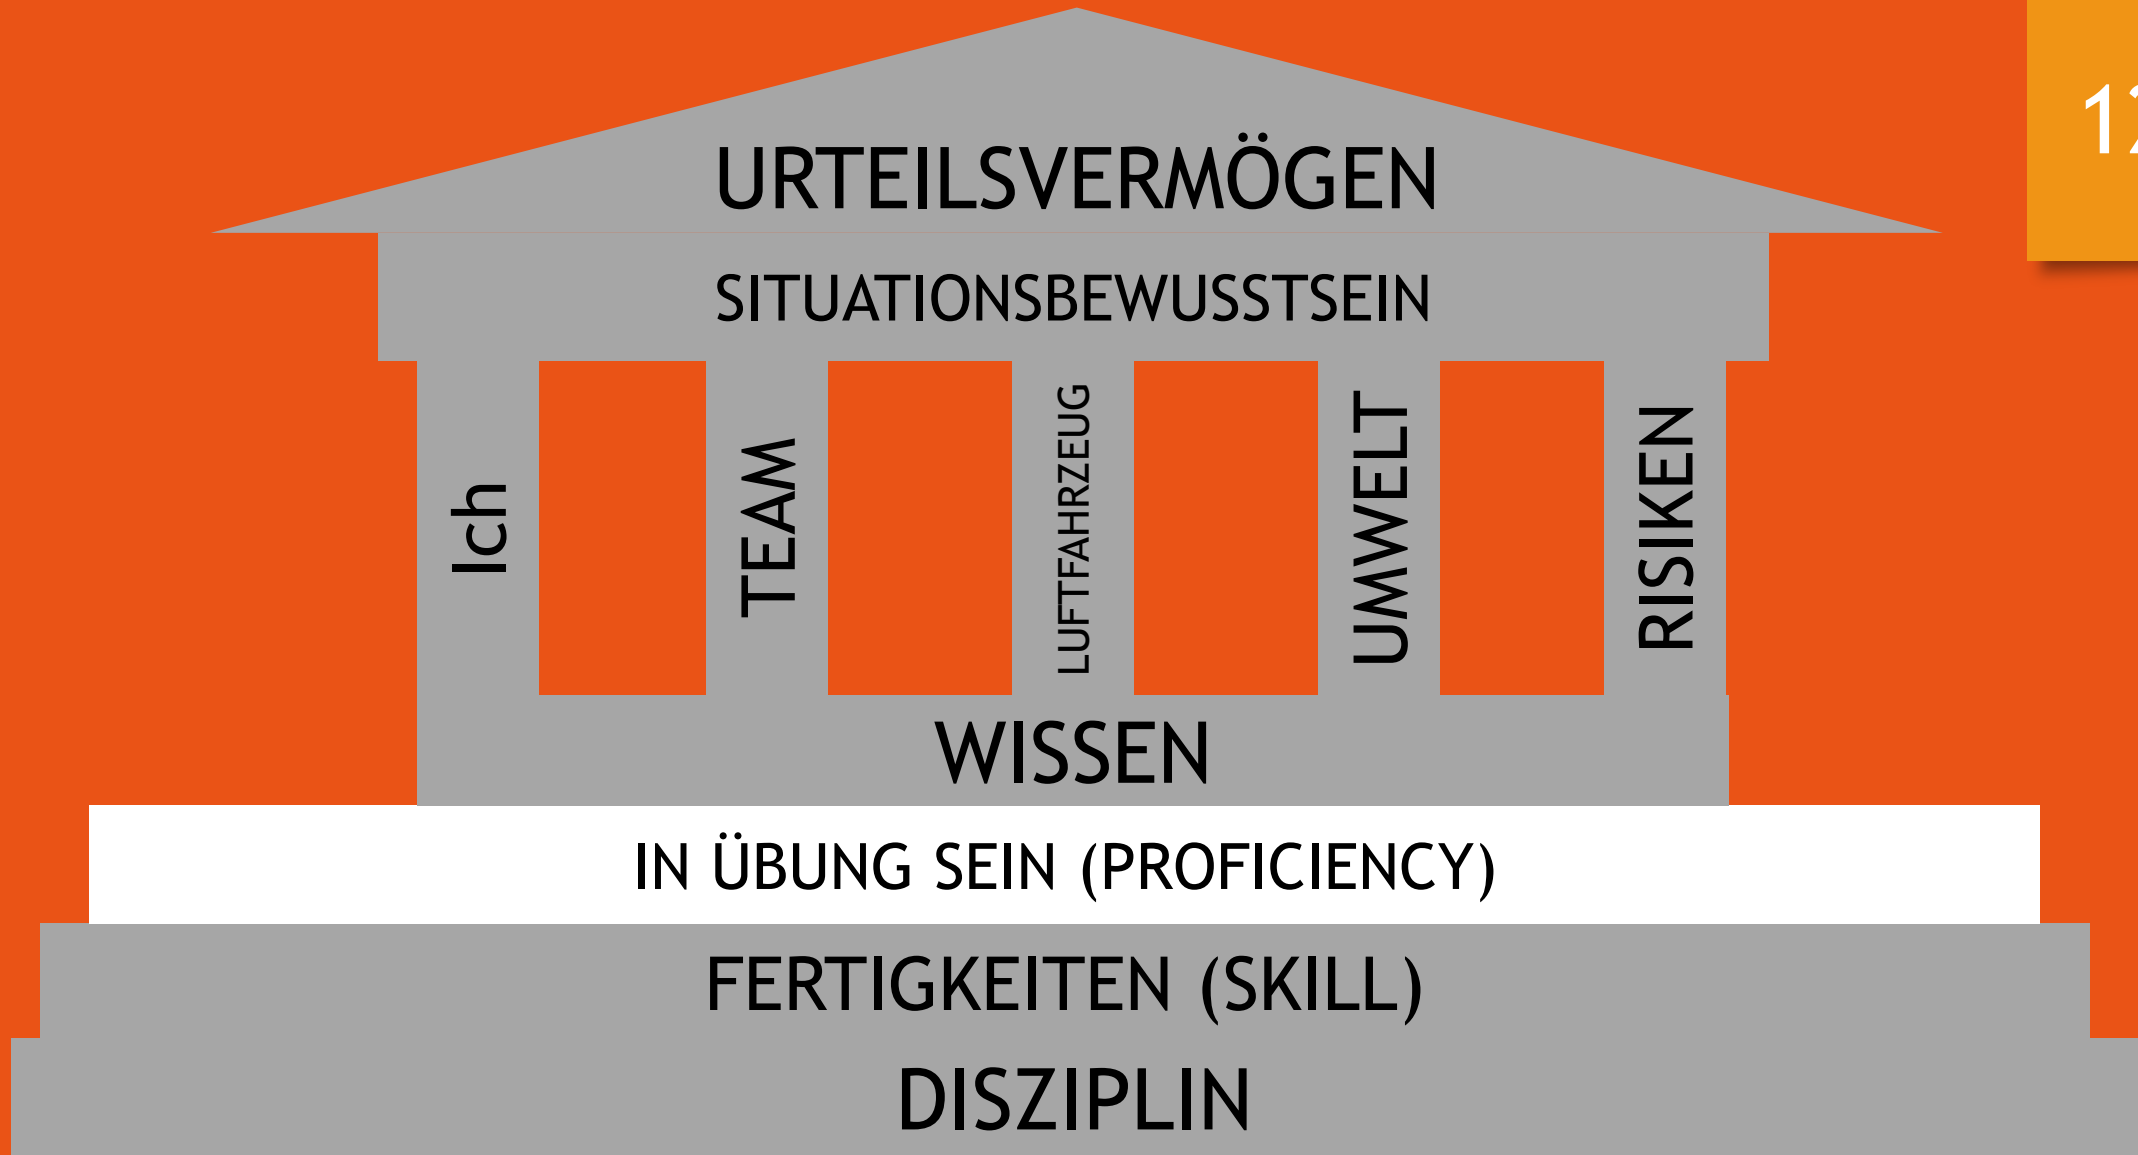 URTEILSVERMÖGEN
SITUATIONSBEWUSSTSEIN
Ich
TEAM
LUFTFAHRZEUG
UMWELT
RISIKEN
WISSEN
IN ÜBUNG SEIN (PROFICIENCY)
FERTIGKEITEN (SKILL)
DISZIPLIN